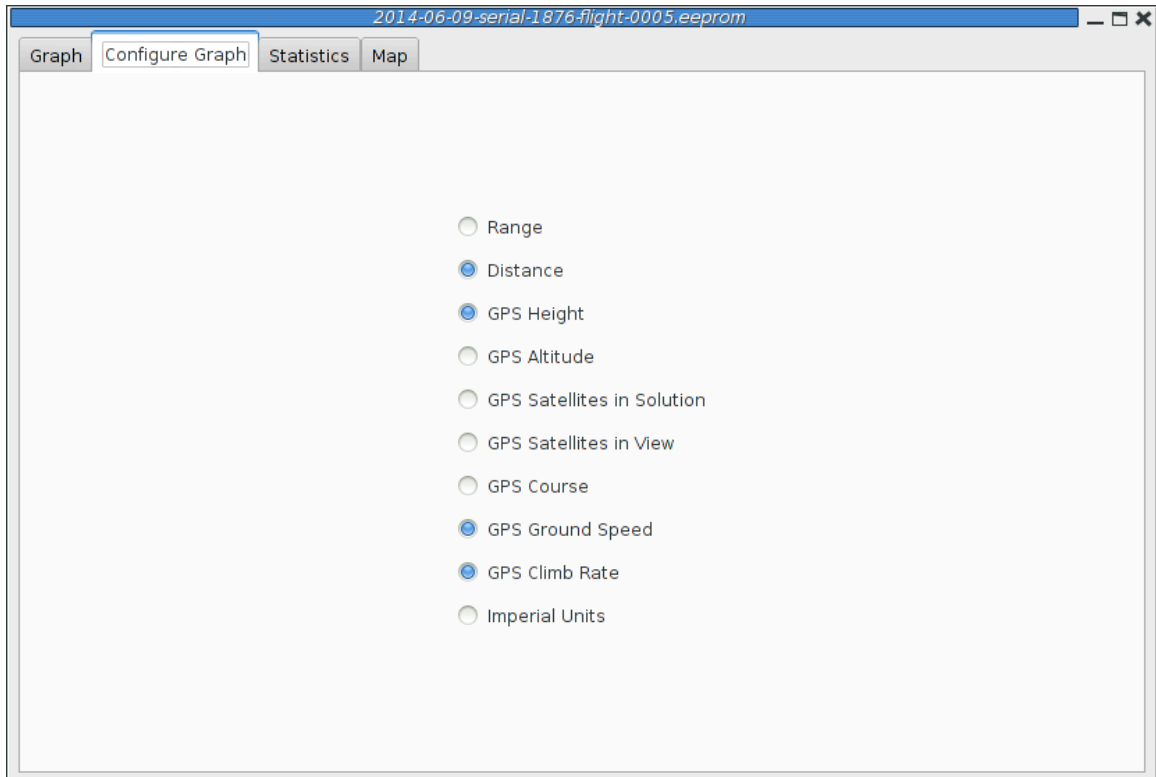 2014-06-09-serial-1876-flight-0005.eeprom
Graph Configure Graph Statistics Map
Range
Distance
GPS Height
GPS Altitude
GPS Satellites in Solution
GPS Satellites in View
GPS Course
GPS Ground Speed
GPS Climb Rate
Imperial Units